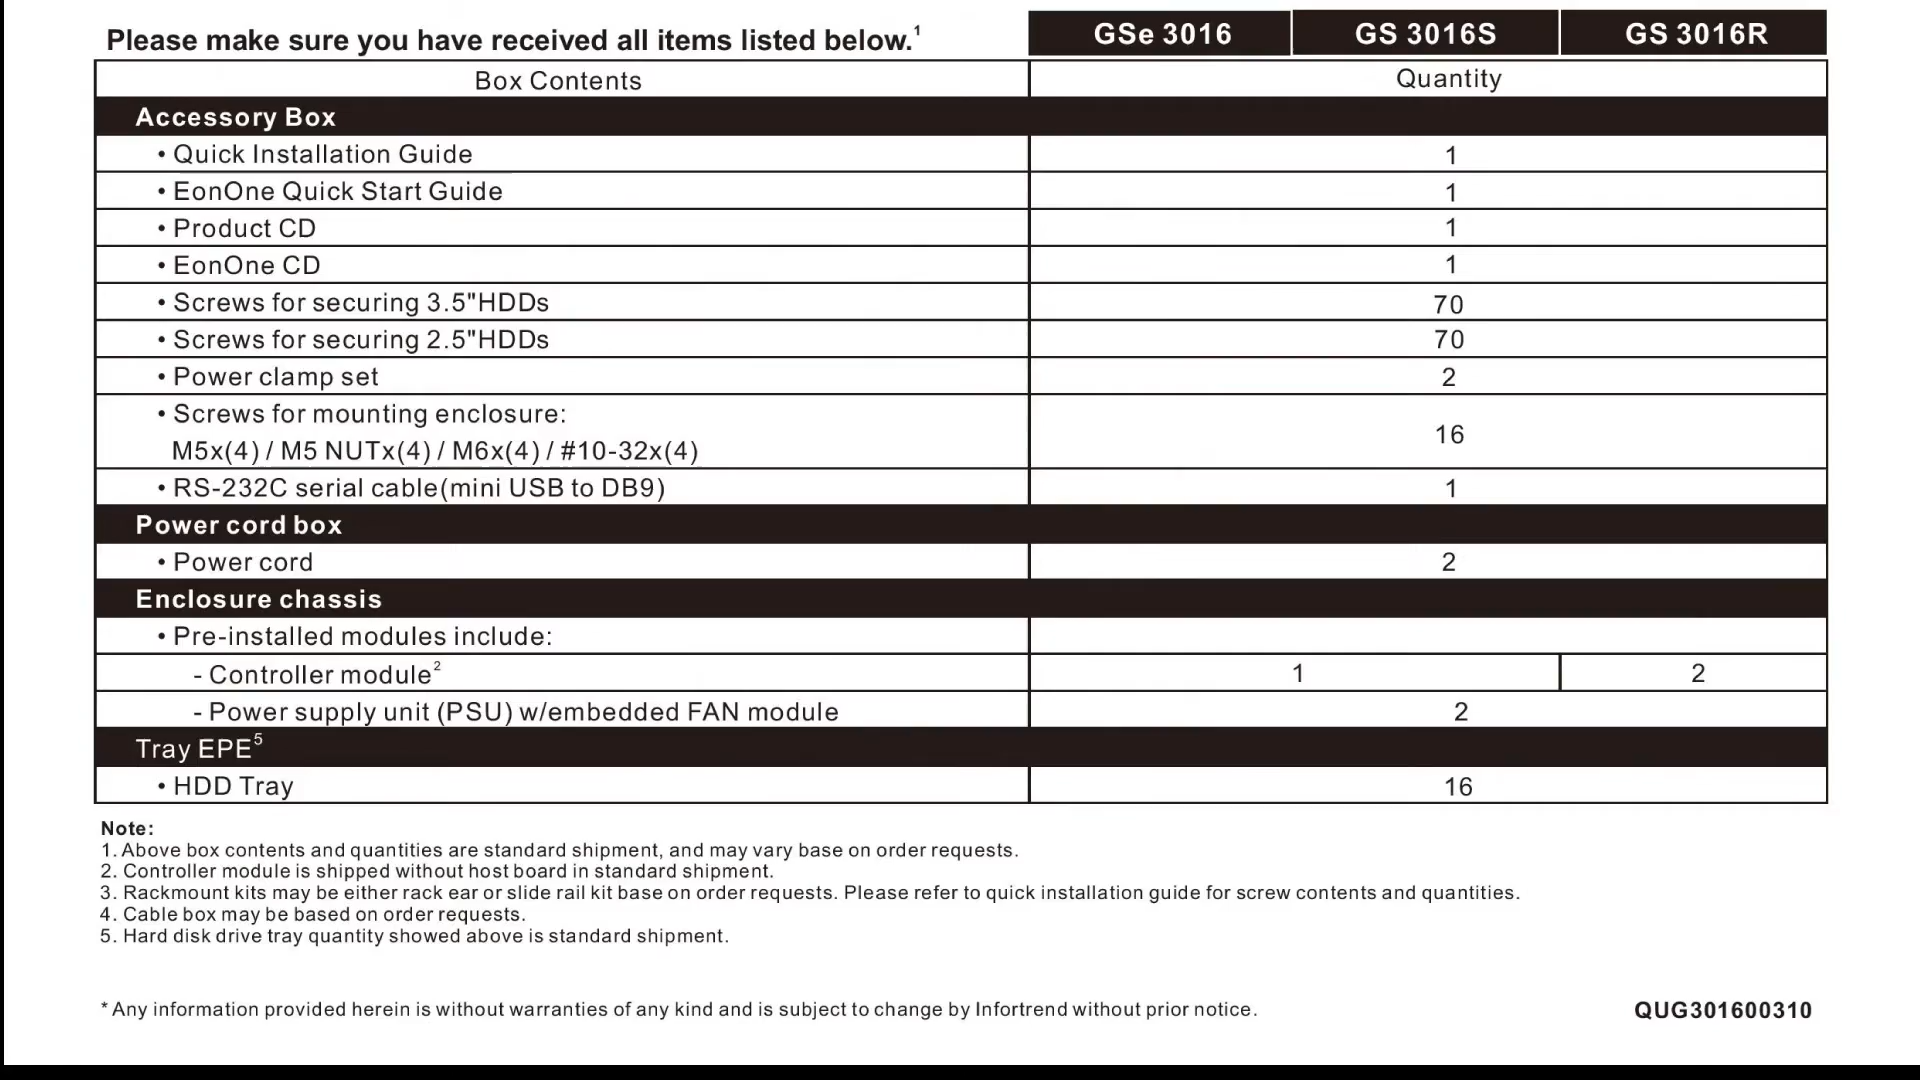 Please make sure you have received all items listed below.1
GSe 3016 GS 3016S GS 3016R
Box Contents Quantity
Accessory Box
• Quick Installation Guide 1
• EonOne Quick Start Guide 1
• Product CD 1
• EonOne CD 1
• Screws for securing 3.5"HDDs 70
• Screws for securing 2.5"HDDs 70
• Power clamp set 2
• Screws for mounting enclosure:
M5x(4) / M5 NUTx(4) / M6x(4) / #10-32x(4) 16
• RS-232C serial cable(mini USB to DB9) 1
Power cord box
• Power cord 2
Enclosure chassis
• Pre-installed modules include:
- Controller module2 1 2
- Power supply unit (PSU) w/embedded FAN module 2
Tray EPE5
• HDD Tray 16
Note:
1. Above box contents and quantities are standard shipment, and may vary base on order requests.
2. Controller module is shipped without host board in standard shipment.
3. Rackmount kits may be either rack ear or slide rail kit base on order requests. Please refer to quick installation guide for screw contents and quantities.
4. Cable box may be based on order requests.
5. Hard disk drive tray quantity showed above is standard shipment.
* Any information provided herein is without warranties of any kind and is subject to change by Infortrend without prior notice.
QUG301600310